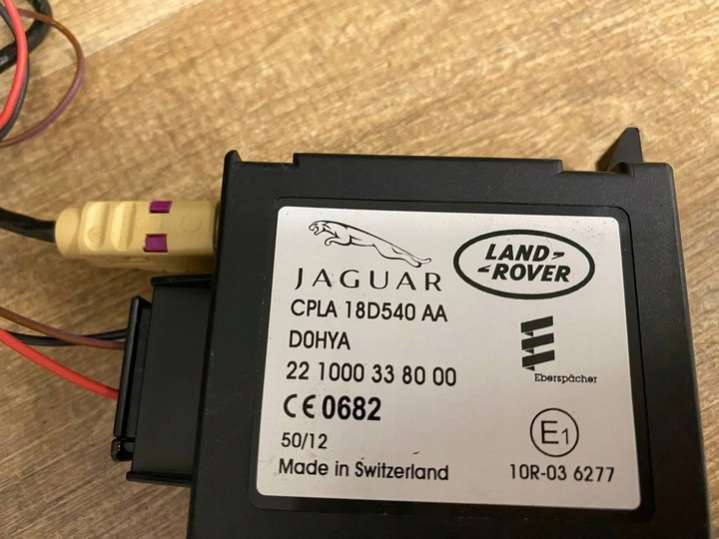 JAGUAR
LAND-
-ROVER
CPLA 18D540 AA
D0HYA
22 1000 33 80 00
Eberspächer
CE 0682
E1
50/12
Made in Switzerland
10R-03 6277